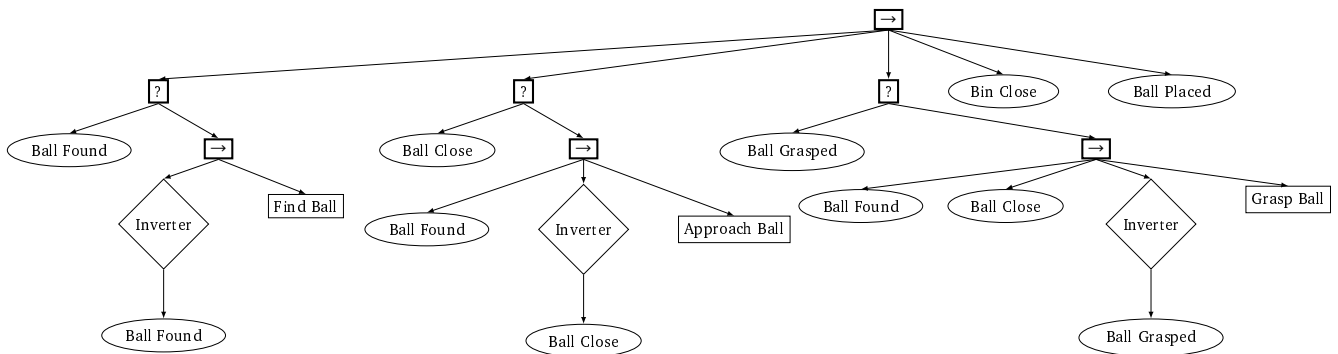 →
?
?
?
Bin Close
Ball Placed
Ball Found
→
Ball Close
→
Ball Grasped
→
Inverter
Find Ball
Ball Found
Inverter
Approach Ball
Ball Found
Ball Close
Inverter
Grasp Ball
Ball Found
Ball Close
Ball Grasped